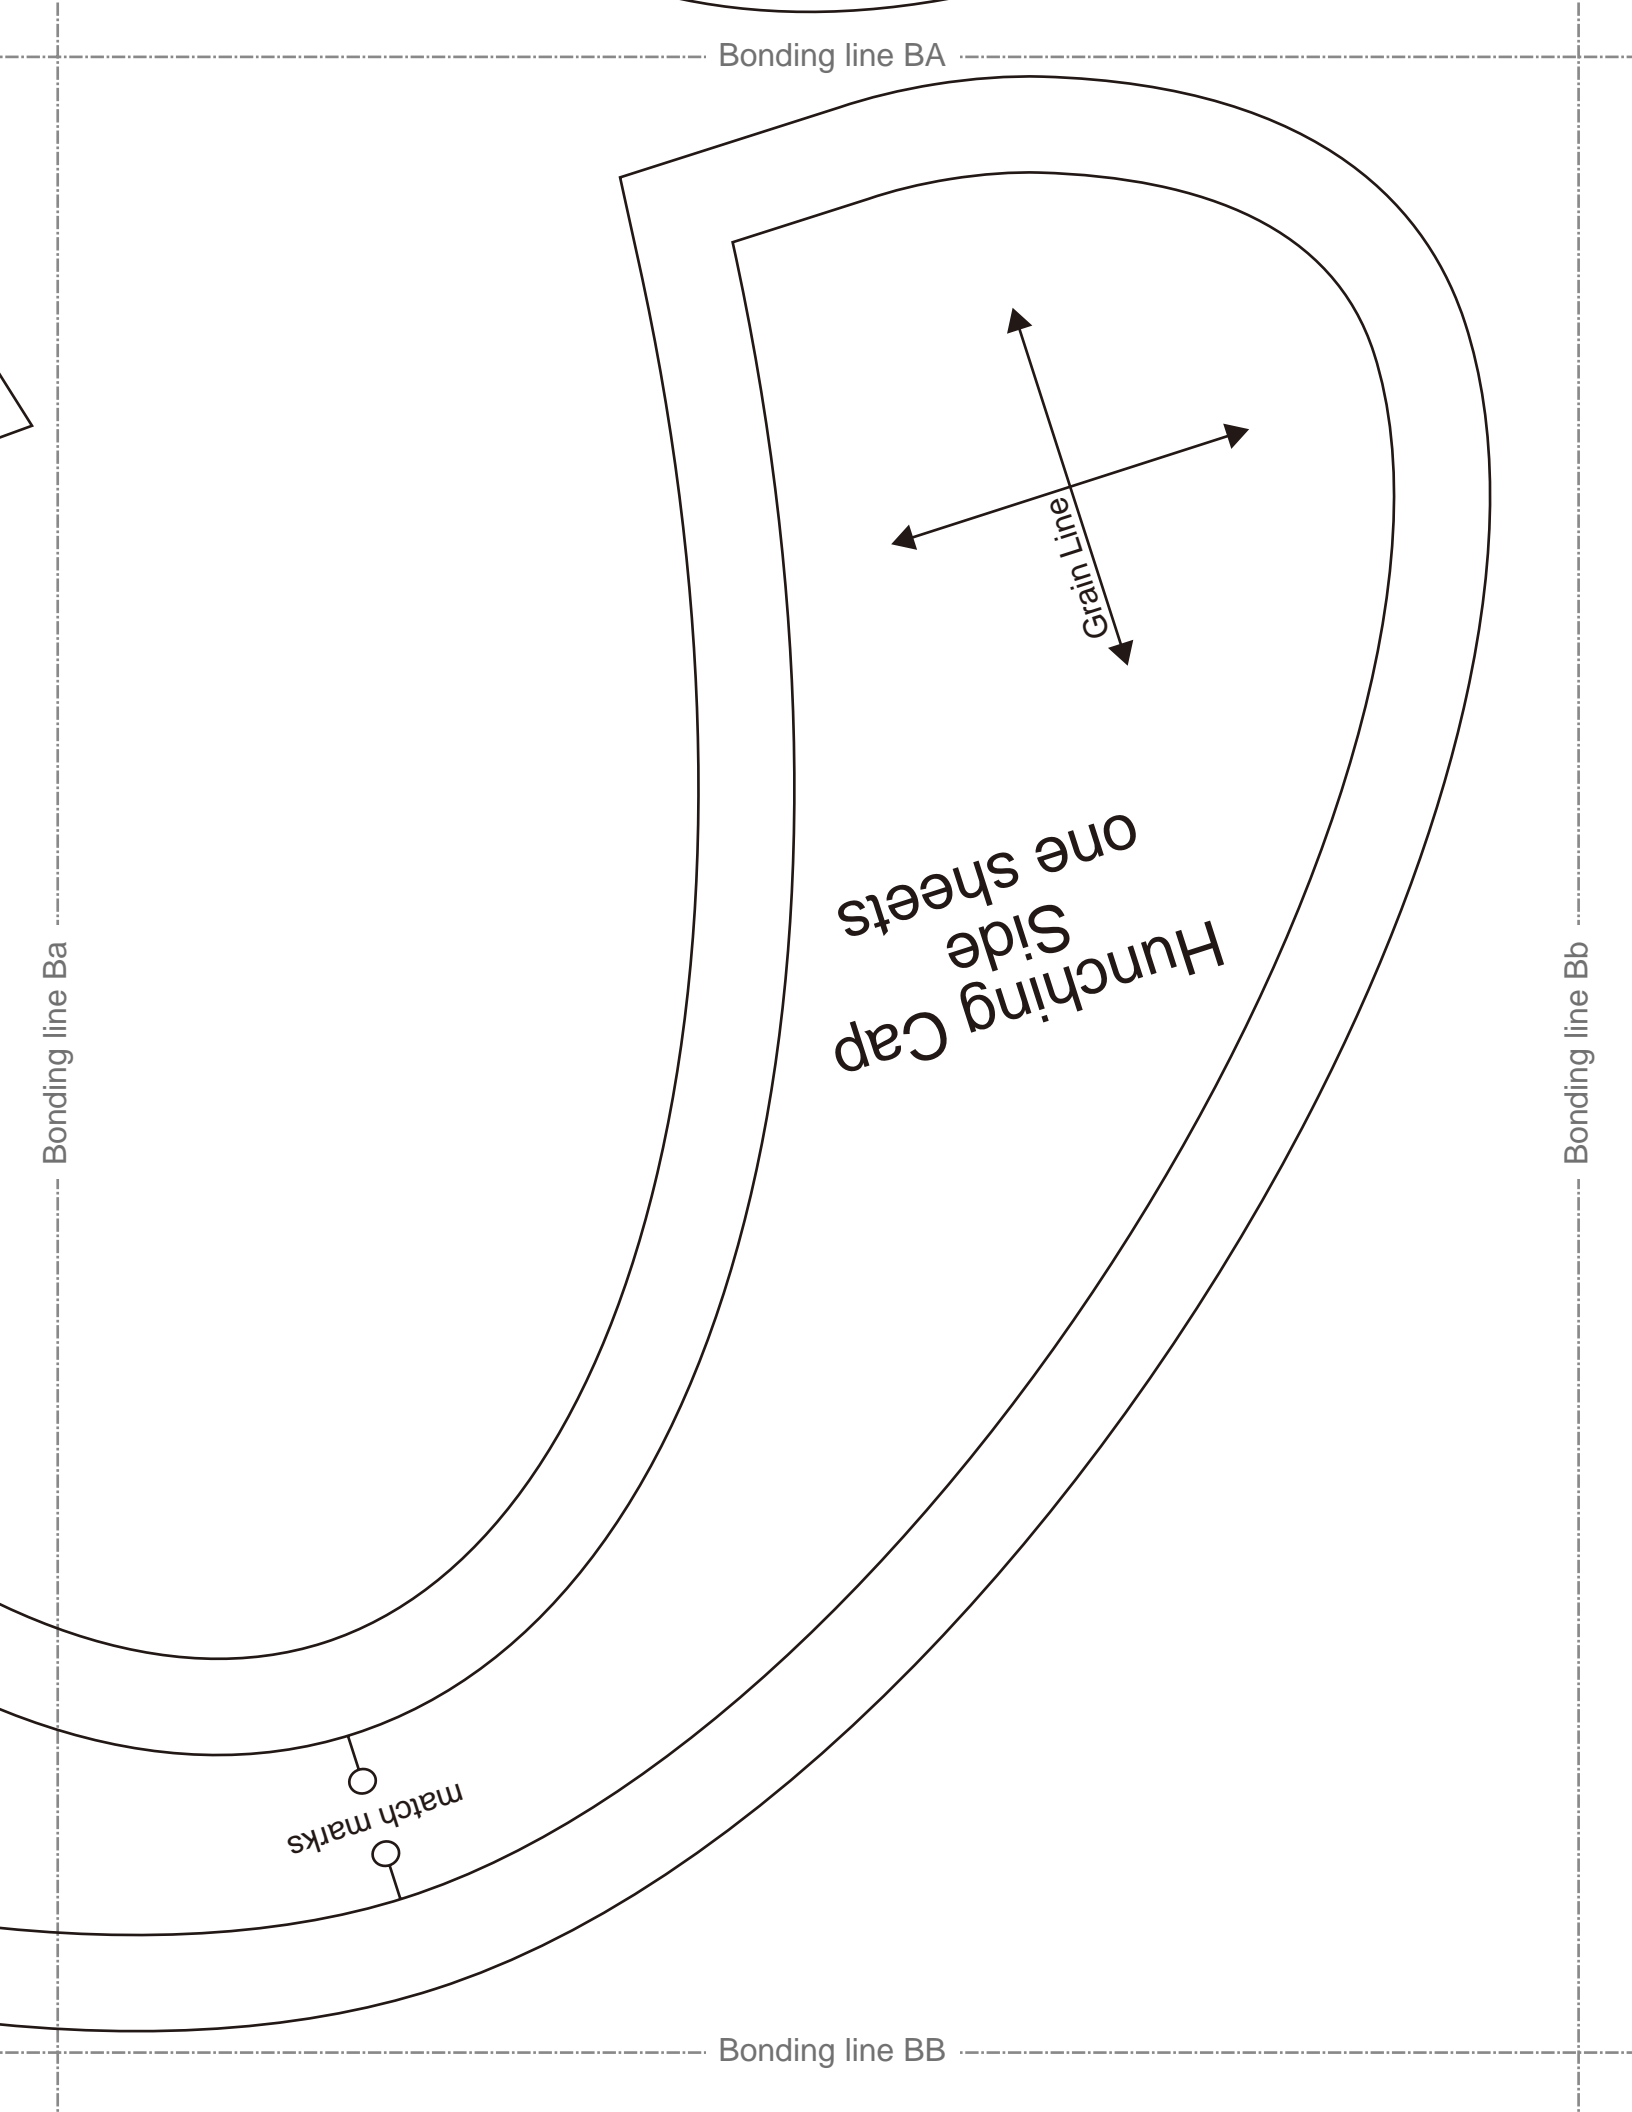 Bonding line BA
Grain Line
Hunching Cap
Side
one sheets
Bonding line Ba
Bonding line Bb
match marks
Bonding line BB